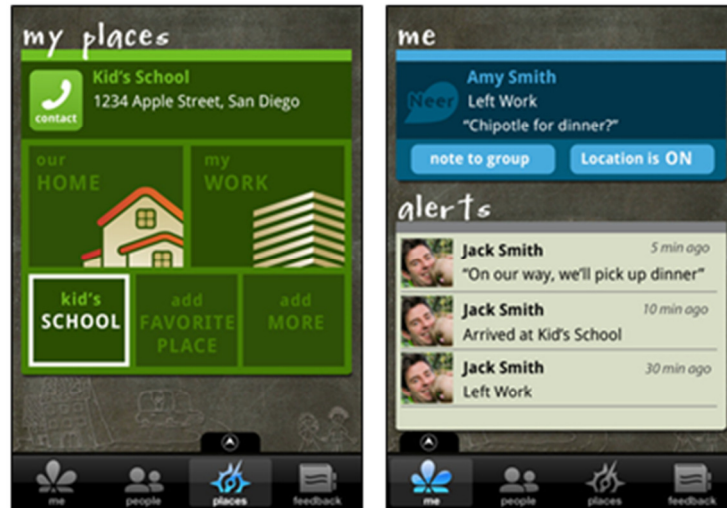 my places
Kid's School
1234 Apple Street, San Diego
contact
our
HOME
my
WORK
kid's
SCHOOL
add
FAVORITE
PLACE
add
MORE
me
people
places
feedback
me
Neer
Amy Smith
Left Work
“Chipotle for dinner?”
note to group
Location is ON
alerts
Jack Smith
5 min ago
“On our way, we'll pick up dinner”
Jack Smith
10 min ago
Arrived at Kid's School
Jack Smith
30 min ago
Left Work
me
people
places
feedback